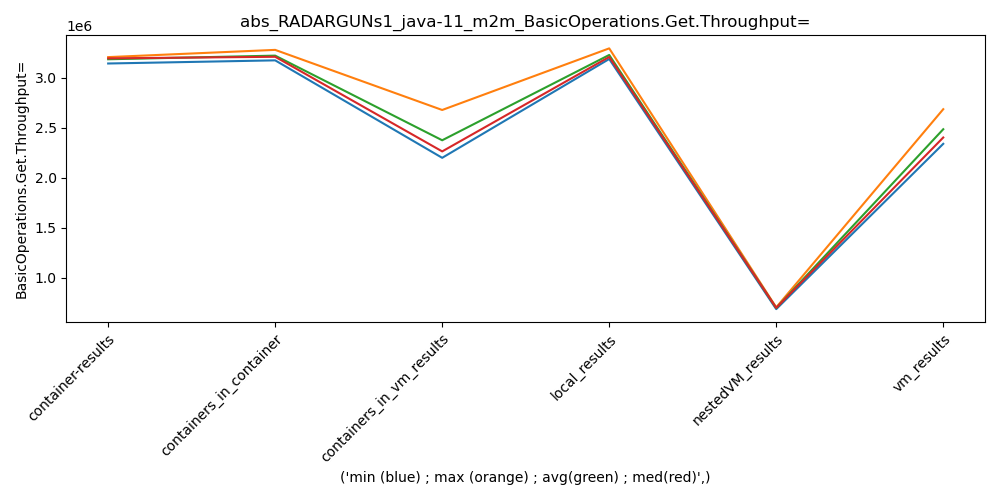 abs_RADARGUNs1_java-11_m2m_BasicOperations.Get.Throughput=
1e6
BasicOperations.Get.Throughput=
3.0
2.5
2.0
1.5
1.0
container-results
containers_in_container
containers_in_vm_results
local_results
nestedVM_results
vm_results
('min (blue) ; max (orange) ; avg(green) ; med(red)',)